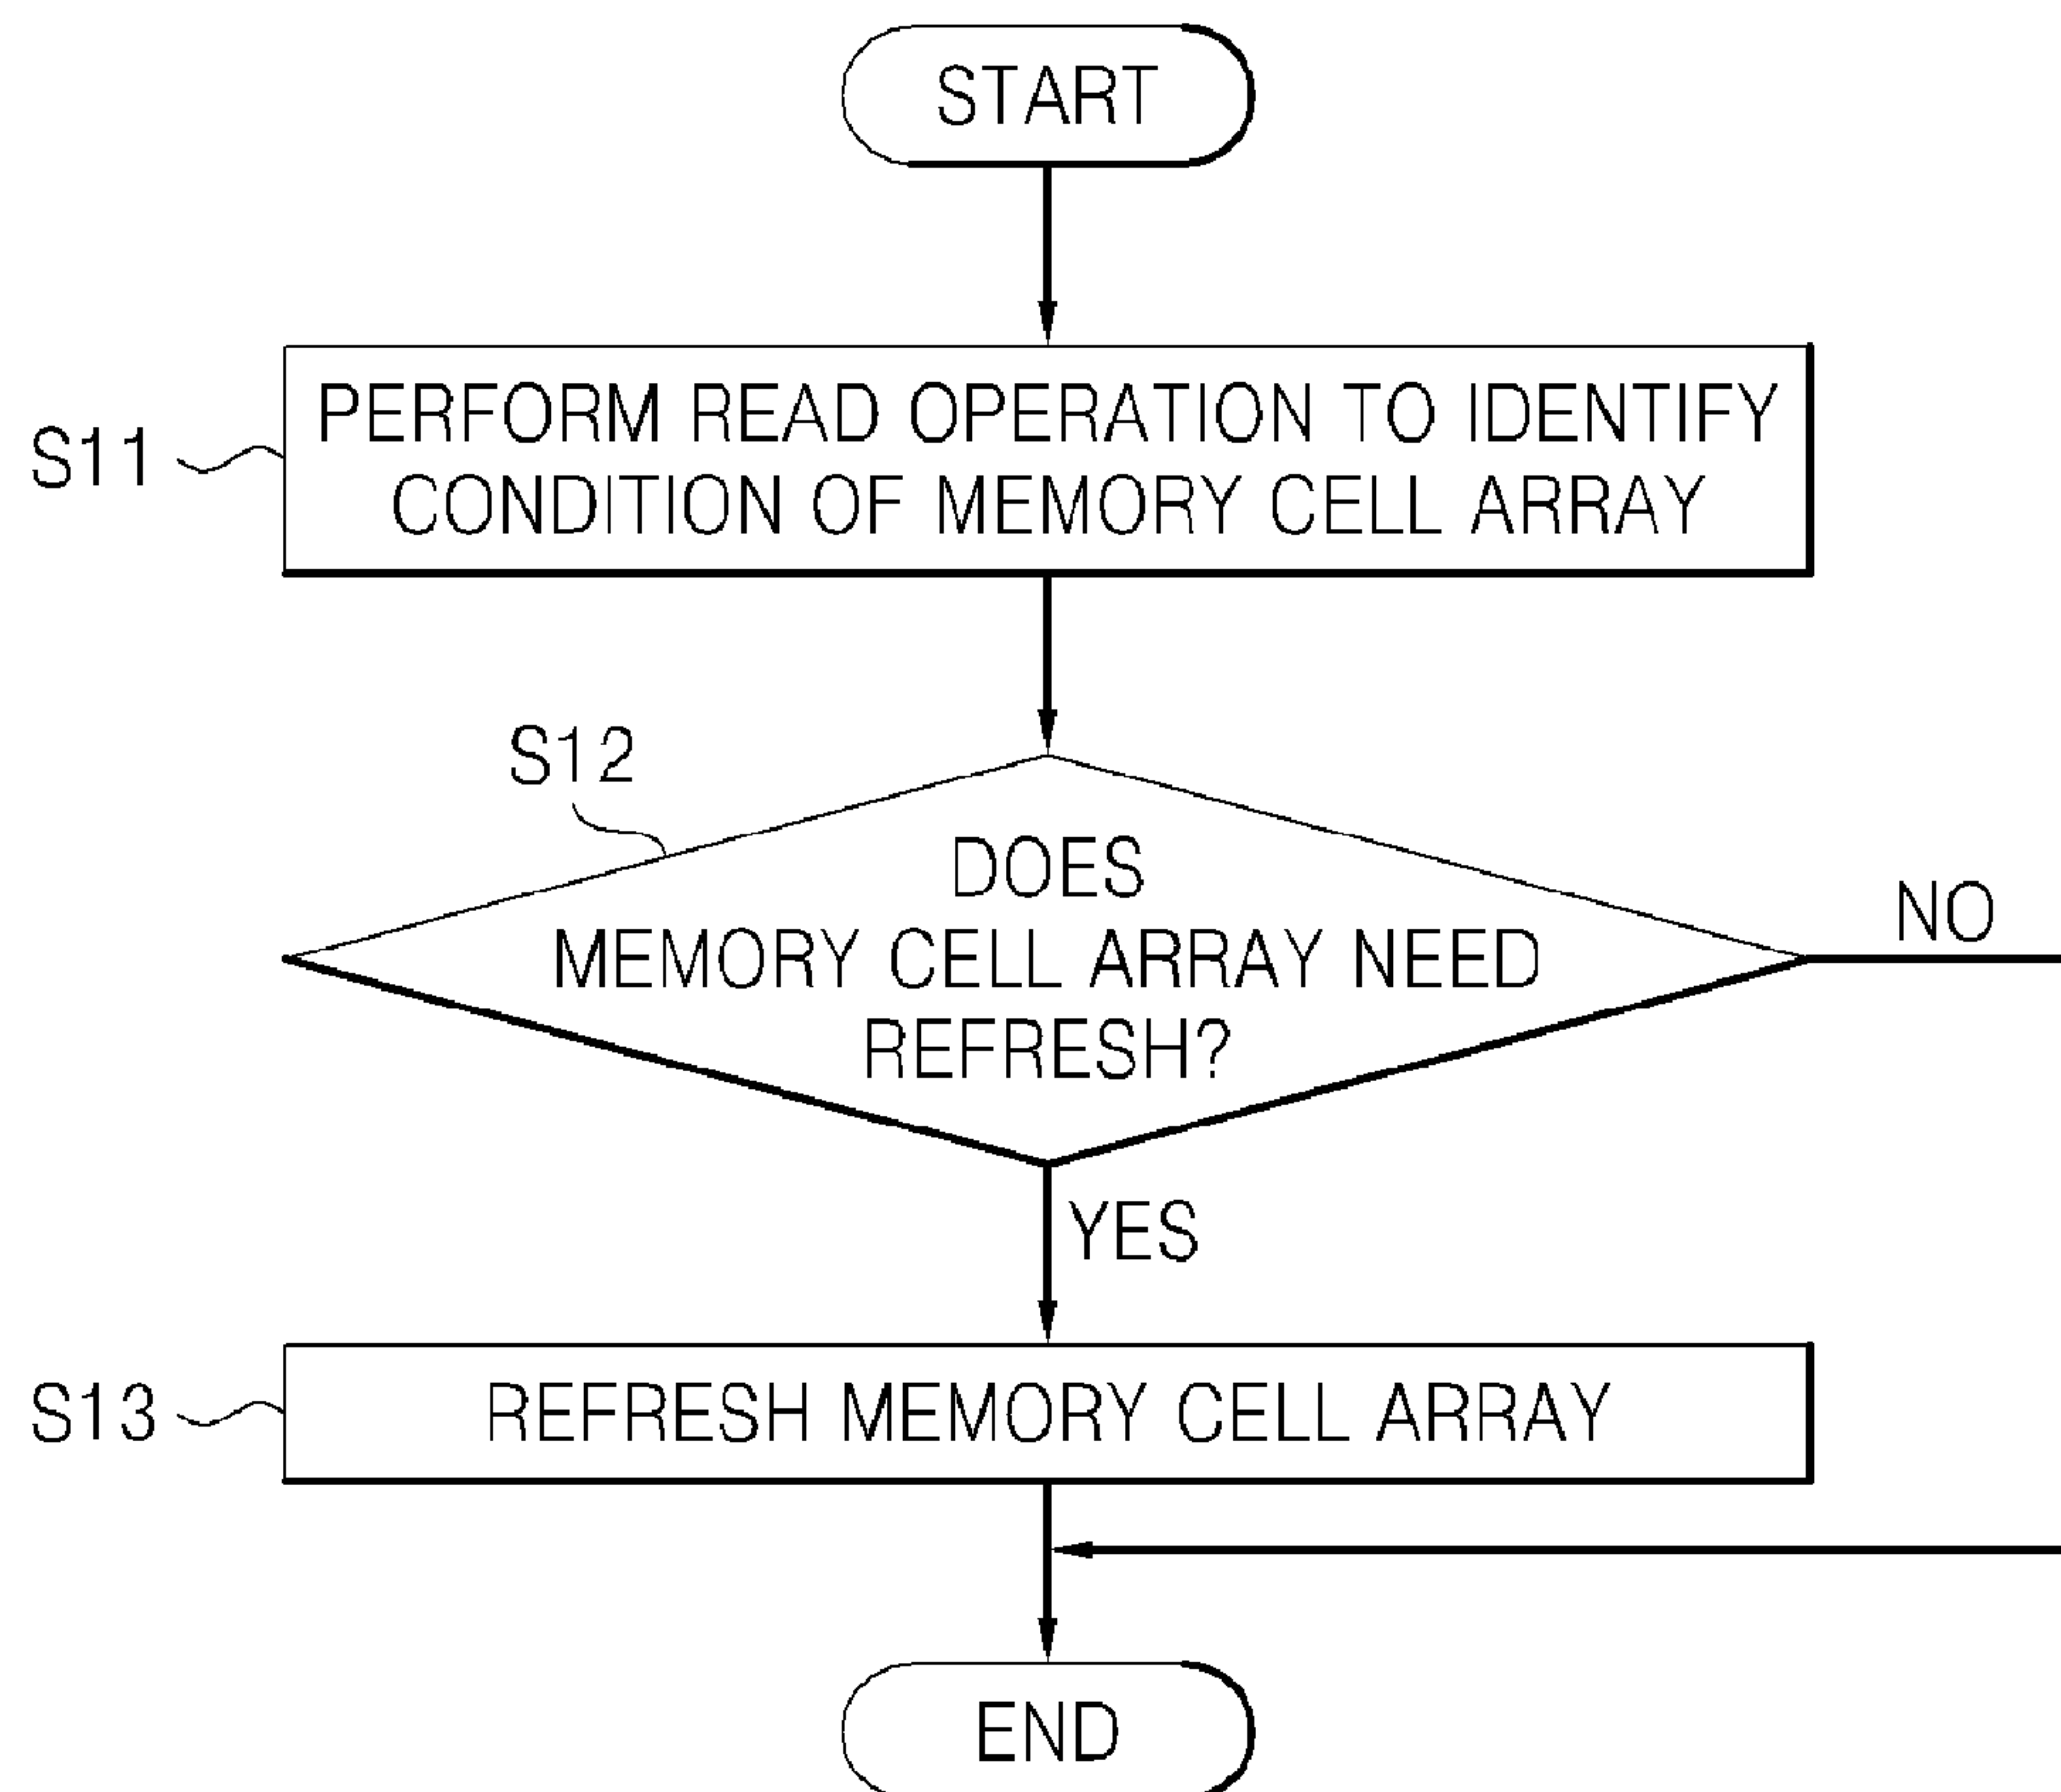 START
S11
PERFORM READ OPERATION TO IDENTIFY
CONDITION OF MEMORY CELL ARRAY
S12
DOES
MEMORY CELL ARRAY NEED
REFRESH?
NO
YES
S13
REFRESH MEMORY CELL ARRAY
END